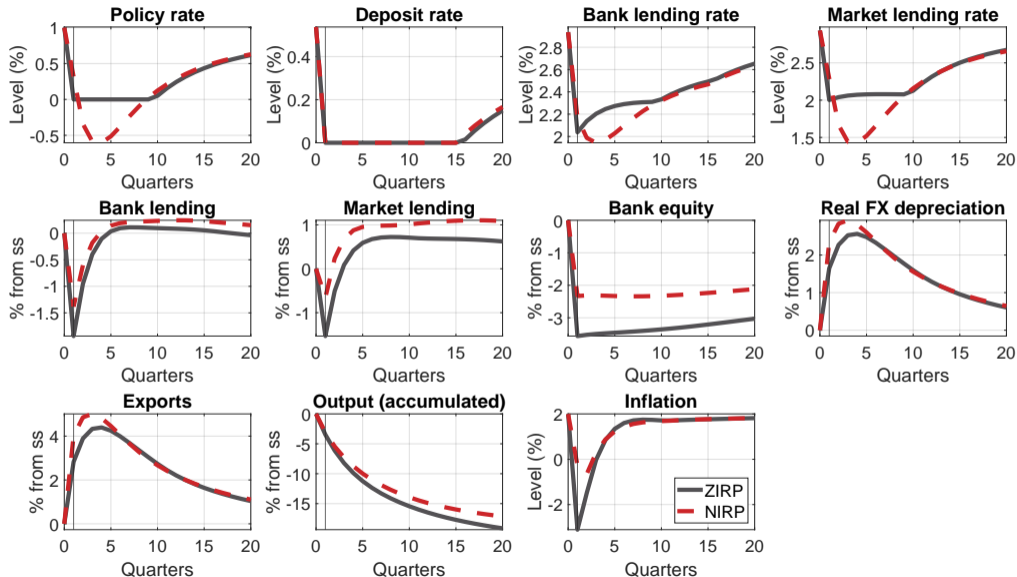 Policy rate
Level (%)
1
0.5
0
-0.5
0 5 10 15 20
Quarters
Deposit rate
Level (%)
0.4
0.2
0
0 5 10 15 20
Quarters
Bank lending rate
Level (%)
2.8
2.6
2.4
2.2
2
0 5 10 15 20
Quarters
Market lending rate
Level (%)
2.5
2
1.5
0 5 10 15 20
Quarters
Bank lending
% from ss
0
-0.5
-1
-1.5
0 5 10 15 20
Quarters
Market lending
% from ss
1
0
-1
0 5 10 15 20
Quarters
Bank equity
% from ss
0
-1
-2
-3
0 5 10 15 20
Quarters
Real FX depreciation
% from ss
2
1
0
0 5 10 15 20
Quarters
Exports
% from ss
4
2
0
0 5 10 15 20
Quarters
Output (accumulated)
% from ss
0
-5
-10
-15
0 5 10 15 20
Quarters
Inflation
Level (%)
2
0
-2
0 5 10 15 20
Quarters
ZIRP
NIRP